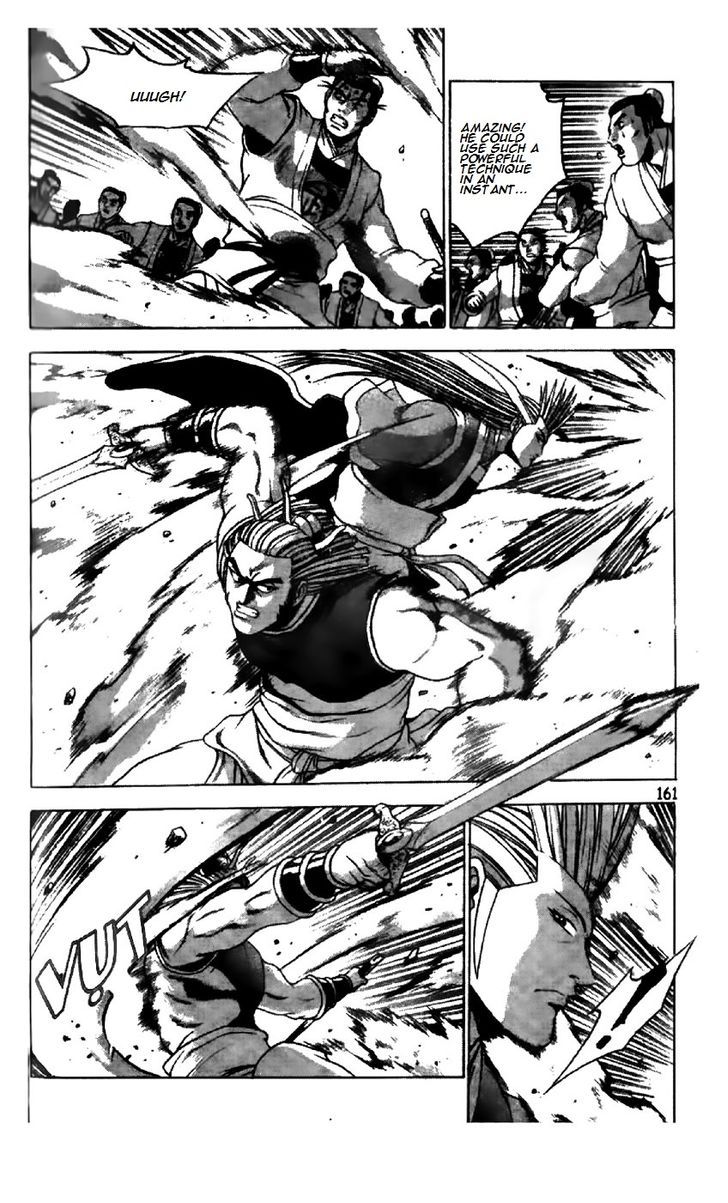 UUUGH!
AMAZING!
HE COULD
USE SUCH A
POWERFUL
TECHNIQUE
IN AN
INSTANT...
161
VỤT